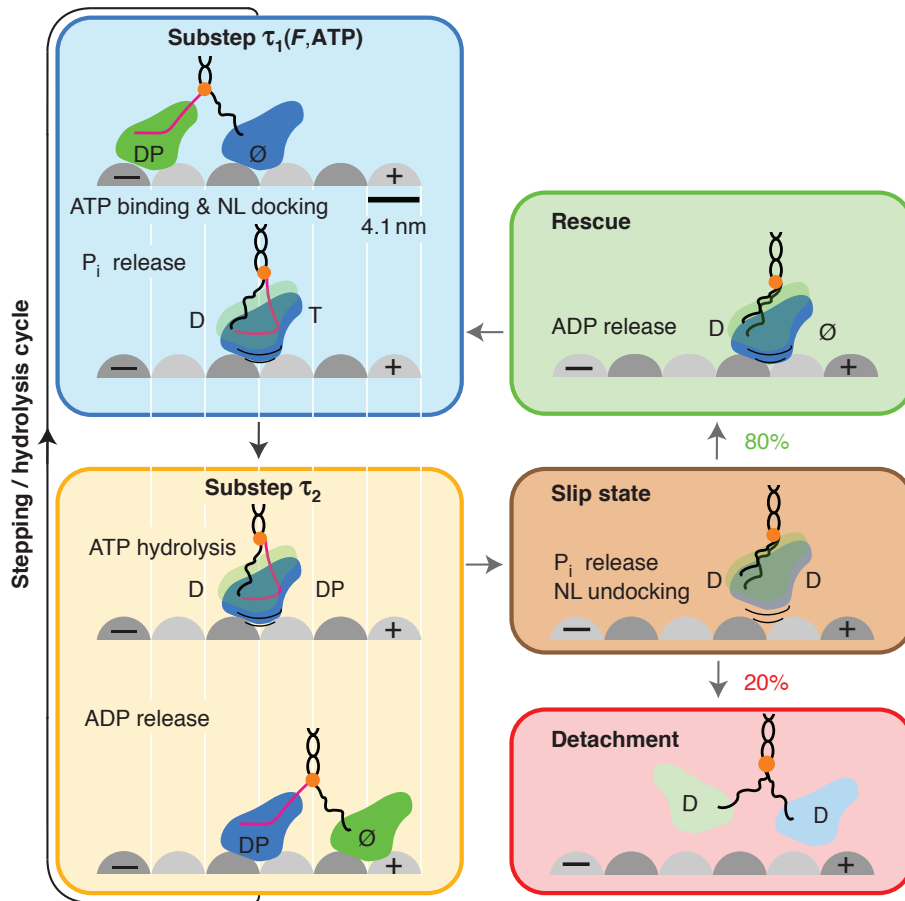 Stepping / hydrolysis cycle
Substep τ₁(F,ATP)
DP
Ø
− +
ATP binding & NL docking
4.1 nm
Pᵢ release
D
T
− +
Substep τ₂
ATP hydrolysis
D
DP
− +
ADP release
DP
Ø
− +
Rescue
ADP release
D
Ø
− +
80%
Slip state
Pᵢ release
NL undocking
D
D
− +
20%
Detachment
D
D
− +